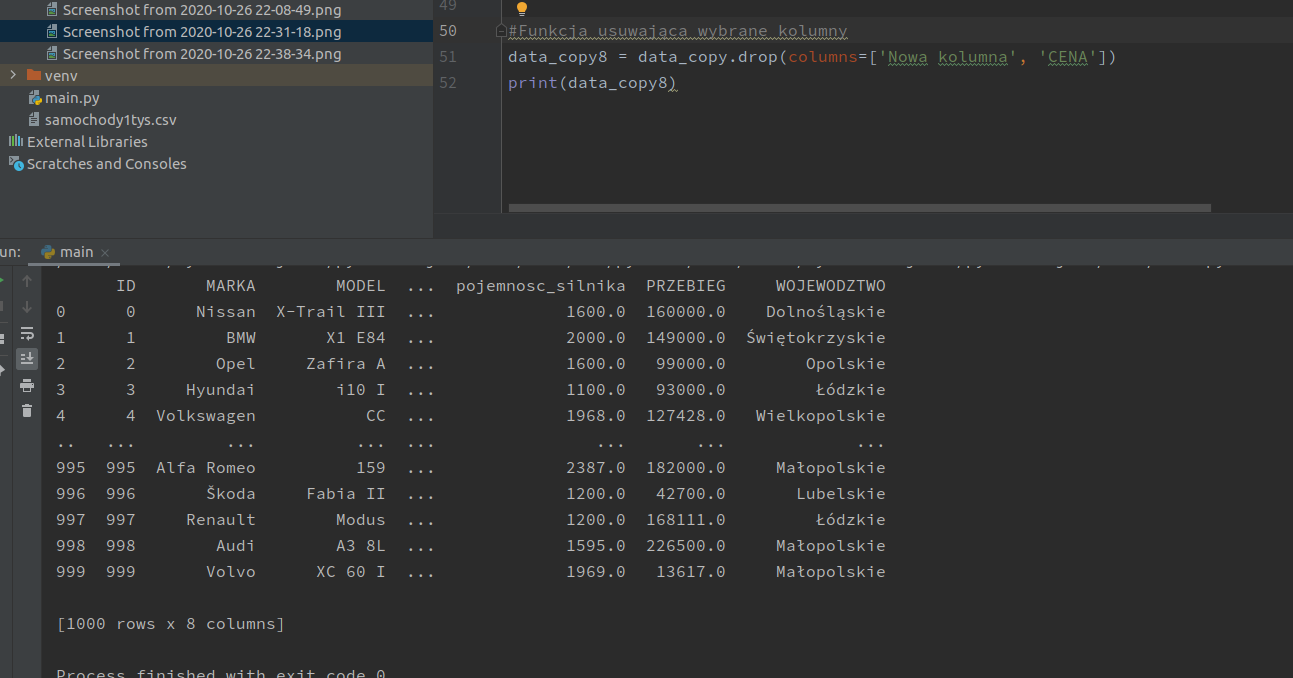 Screenshot from 2020-10-26 22-08-49.png
Screenshot from 2020-10-26 22-31-18.png
Screenshot from 2020-10-26 22-38-34.png
venv
main.py
samochody1tys.csv
External Libraries
Scratches and Consoles
49
50 #Funkcja usuwajaca wybrane kolumny
51 data_copy8 = data_copy.drop(columns=['Nowa kolumna', 'CENA'])
52 print(data_copy8)
un: main
ID MARKA MODEL ... pojemnosc_silnika PRZEBIEG WOJEWODZTWO
0 0 Nissan X-Trail III ... 1600.0 160000.0 Dolnośląskie
1 1 BMW X1 E84 ... 2000.0 149000.0 Świętokrzyskie
2 2 Opel Zafira A ... 1600.0 99000.0 Opolskie
3 3 Hyundai i10 I ... 1100.0 93000.0 Łódzkie
4 4 Volkswagen CC ... 1968.0 127428.0 Wielkopolskie
.. ... ... ... ... ... ... ...
995 995 Alfa Romeo 159 ... 2387.0 182000.0 Małopolskie
996 996 Škoda Fabia II ... 1200.0 42700.0 Lubelskie
997 997 Renault Modus ... 1200.0 168111.0 Łódzkie
998 998 Audi A3 8L ... 1595.0 226500.0 Małopolskie
999 999 Volvo XC 60 I ... 1969.0 13617.0 Małopolskie
[1000 rows x 8 columns]
Process finished with exit code 0